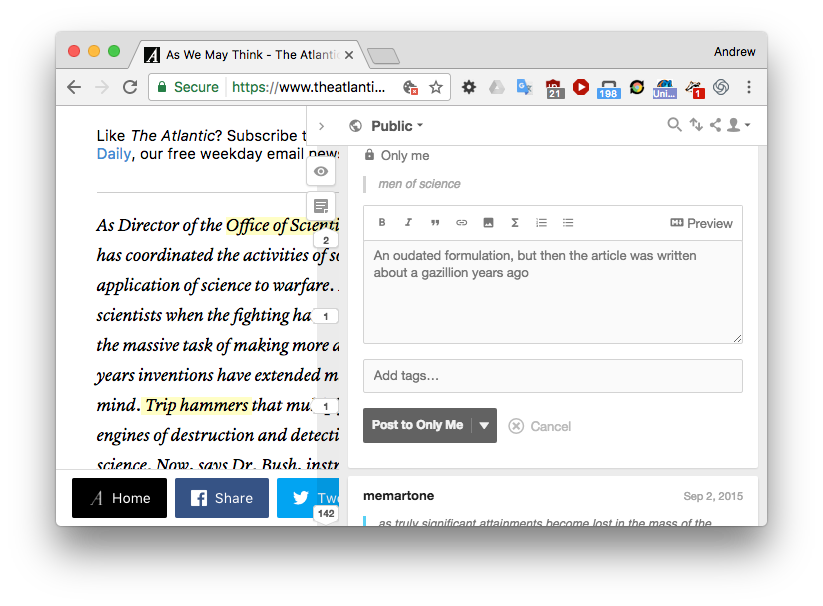 As We May Think - The Atlantic
Andrew
Secure https://www.theatlanti...
21
198
Uni...
1
Like The Atlantic? Subscribe t
Daily, our free weekday email news
As Director of the Office of Scienti
has coordinated the activities of so
application of science to warfare.
scientists when the fighting ha
the massive task of making more a
years inventions have extended m
mind. Trip hammers that mul
engines of destruction and detecti
science. Now, says Dr. Bush, instr
Home
Share
Twe
2
1
1
142
Public
Only me
men of science
B I
Preview
An oudated formulation, but then the article was written
about a gazillion years ago
Add tags...
Post to Only Me
Cancel
memartone
Sep 2, 2015
as truly significant attainments become lost in the mass of the